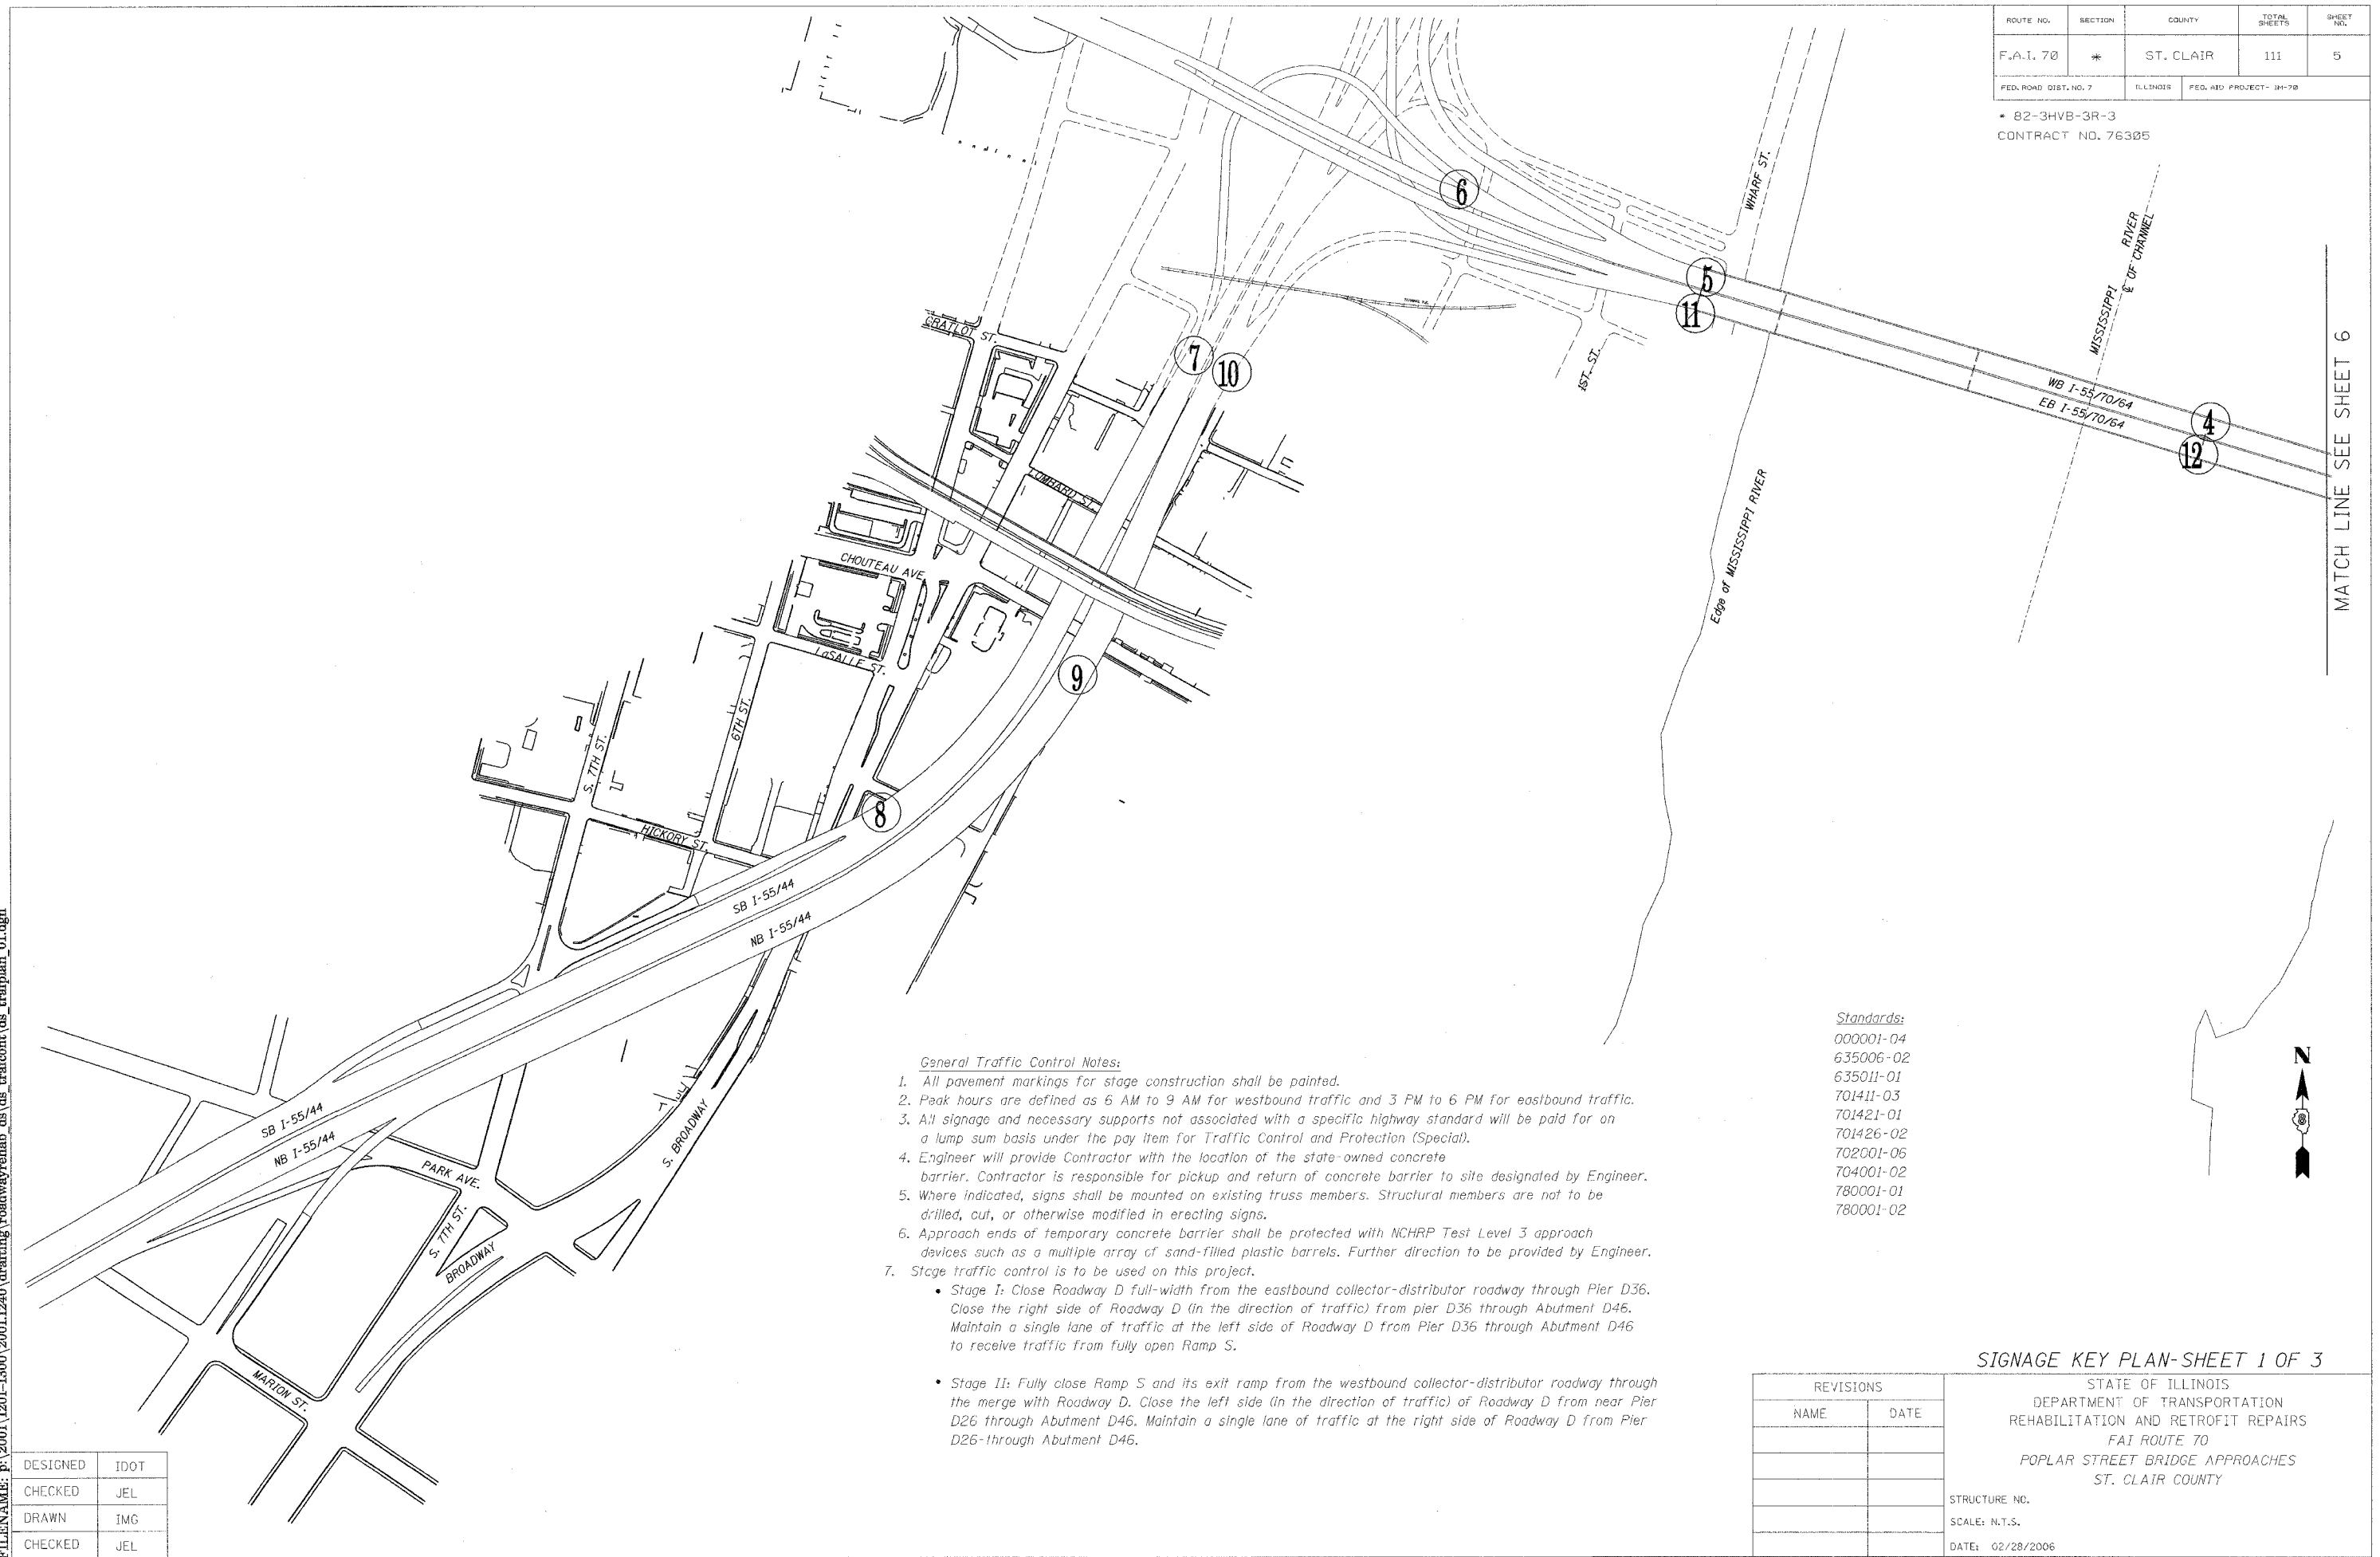 ROUTE NO. SECTION COUNTY TOTAL SHEETS SHEET NO.
F.A.I. 70 * ST. CLAIR 111 5
FED. ROAD DIST. NO. 7 ILLINOIS FED. AID PROJECT- IM-70
* 82-3HVB-3R-3
CONTRACT NO. 76305
WHARF ST.
MISSISSIPPI RIVER
℄ OF CHANNEL
MATCH LINE SEE SHEET 6
6
5
11
7
10
4
12
WB I-55/70/64
EB I-55/70/64
1ST. ST.
Edge of MISSISSIPPI RIVER
GRATIOT ST.
LOMBARD ST.
CHOUTEAU AVE.
LaSALLE ST.
9
6TH ST.
S. 7TH ST.
8
HICKORY ST.
SB I-55/44
NB I-55/44
SB I-55/44
NB I-55/44
PARK AVE.
S. BROADWAY
S. 7TH ST.
BROADWAY
MARION ST.
General Traffic Control Notes:
1. All pavement markings for stage construction shall be painted.
2. Peak hours are defined as 6 AM to 9 AM for westbound traffic and 3 PM to 6 PM for eastbound traffic.
3. All signage and necessary supports not associated with a specific highway standard will be paid for on
a lump sum basis under the pay item for Traffic Control and Protection (Special).
4. Engineer will provide Contractor with the location of the state-owned concrete
barrier. Contractor is responsible for pickup and return of concrete barrier to site designated by Engineer.
5. Where indicated, signs shall be mounted on existing truss members. Structural members are not to be
drilled, cut, or otherwise modified in erecting signs.
6. Approach ends of temporary concrete barrier shall be protected with NCHRP Test Level 3 approach
devices such as a multiple array of sand-filled plastic barrels. Further direction to be provided by Engineer.
7. Stage traffic control is to be used on this project.
• Stage I: Close Roadway D full-width from the eastbound collector-distributor roadway through Pier D36.
Close the right side of Roadway D (in the direction of traffic) from pier D36 through Abutment D46.
Maintain a single lane of traffic at the left side of Roadway D from Pier D36 through Abutment D46
to receive traffic from fully open Ramp S.
• Stage II: Fully close Ramp S and its exit ramp from the westbound collector-distributor roadway through
the merge with Roadway D. Close the left side (in the direction of traffic) of Roadway D from near Pier
D26 through Abutment D46. Maintain a single lane of traffic at the right side of Roadway D from Pier
D26-through Abutment D46.
Standards:
000001-04
635006-02
635011-01
701411-03
701421-01
701426-02
702001-06
704001-02
780001-01
780001-02
N
SIGNAGE KEY PLAN-SHEET 1 OF 3
REVISIONS
NAME DATE
STATE OF ILLINOIS
DEPARTMENT OF TRANSPORTATION
REHABILITATION AND RETROFIT REPAIRS
FAI ROUTE 70
POPLAR STREET BRIDGE APPROACHES
ST. CLAIR COUNTY
STRUCTURE NO.
SCALE: N.T.S.
DATE: 02/28/2006
DESIGNED IDOT
CHECKED JEL
DRAWN IMG
CHECKED JEL
FILENAME: p:\2001\1201-1300\2001.1240\drafting\roadwayrehab_ds\ds_trafcont\ds_trafplan_01.dgn